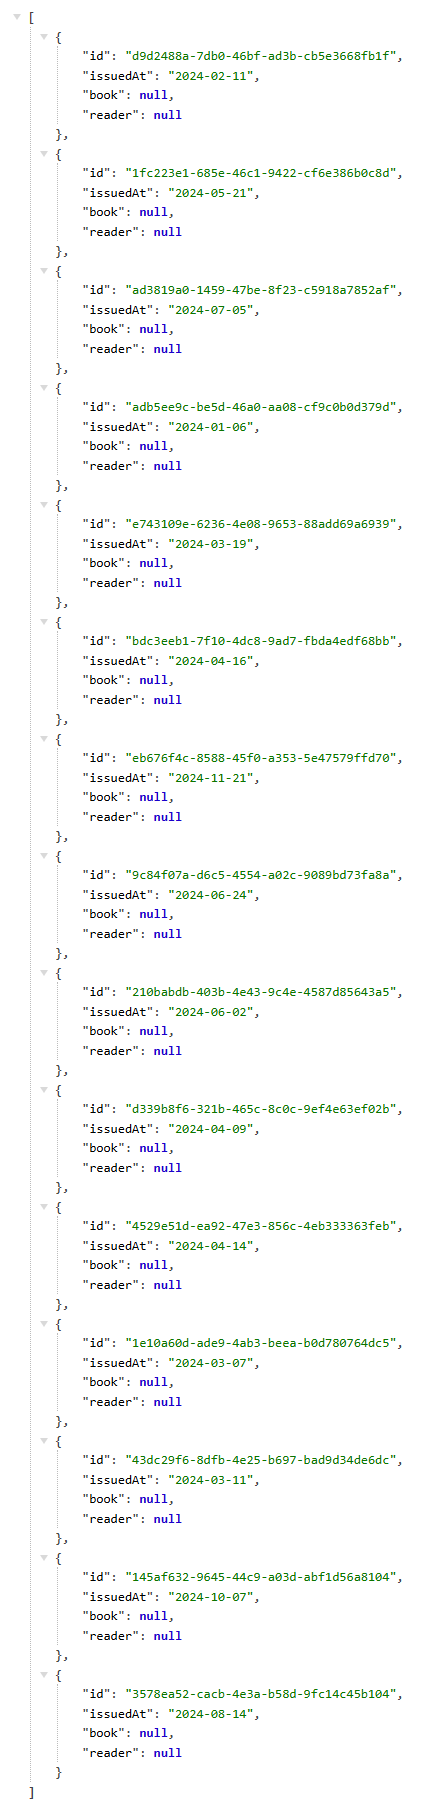 [
{
"id": "d9d2488a-7db0-46bf-ad3b-cb5e3668fb1f",
"issuedAt": "2024-02-11",
"book": null,
"reader": null
},
{
"id": "1fc223e1-685e-46c1-9422-cf6e386b0c8d",
"issuedAt": "2024-05-21",
"book": null,
"reader": null
},
{
"id": "ad3819a0-1459-47be-8f23-c5918a7852af",
"issuedAt": "2024-07-05",
"book": null,
"reader": null
},
{
"id": "adb5ee9c-be5d-46a0-aa08-cf9c0b0d379d",
"issuedAt": "2024-01-06",
"book": null,
"reader": null
},
{
"id": "e743109e-6236-4e08-9653-88add69a6939",
"issuedAt": "2024-03-19",
"book": null,
"reader": null
},
{
"id": "bdc3eeb1-7f10-4dc8-9ad7-fbda4edf68bb",
"issuedAt": "2024-04-16",
"book": null,
"reader": null
},
{
"id": "eb676f4c-8588-45f0-a353-5e47579ffd70",
"issuedAt": "2024-11-21",
"book": null,
"reader": null
},
{
"id": "9c84f07a-d6c5-4554-a02c-9089bd73fa8a",
"issuedAt": "2024-06-24",
"book": null,
"reader": null
},
{
"id": "210babdb-403b-4e43-9c4e-4587d85643a5",
"issuedAt": "2024-06-02",
"book": null,
"reader": null
},
{
"id": "d339b8f6-321b-465c-8c0c-9ef4e63ef02b",
"issuedAt": "2024-04-09",
"book": null,
"reader": null
},
{
"id": "4529e51d-ea92-47e3-856c-4eb333363feb",
"issuedAt": "2024-04-14",
"book": null,
"reader": null
},
{
"id": "1e10a60d-ade9-4ab3-beea-b0d780764dc5",
"issuedAt": "2024-03-07",
"book": null,
"reader": null
},
{
"id": "43dc29f6-8dfb-4e25-b697-bad9d34de6dc",
"issuedAt": "2024-03-11",
"book": null,
"reader": null
},
{
"id": "145af632-9645-44c9-a03d-abf1d56a8104",
"issuedAt": "2024-10-07",
"book": null,
"reader": null
},
{
"id": "3578ea52-cacb-4e3a-b58d-9fc14c45b104",
"issuedAt": "2024-08-14",
"book": null,
"reader": null
}
]